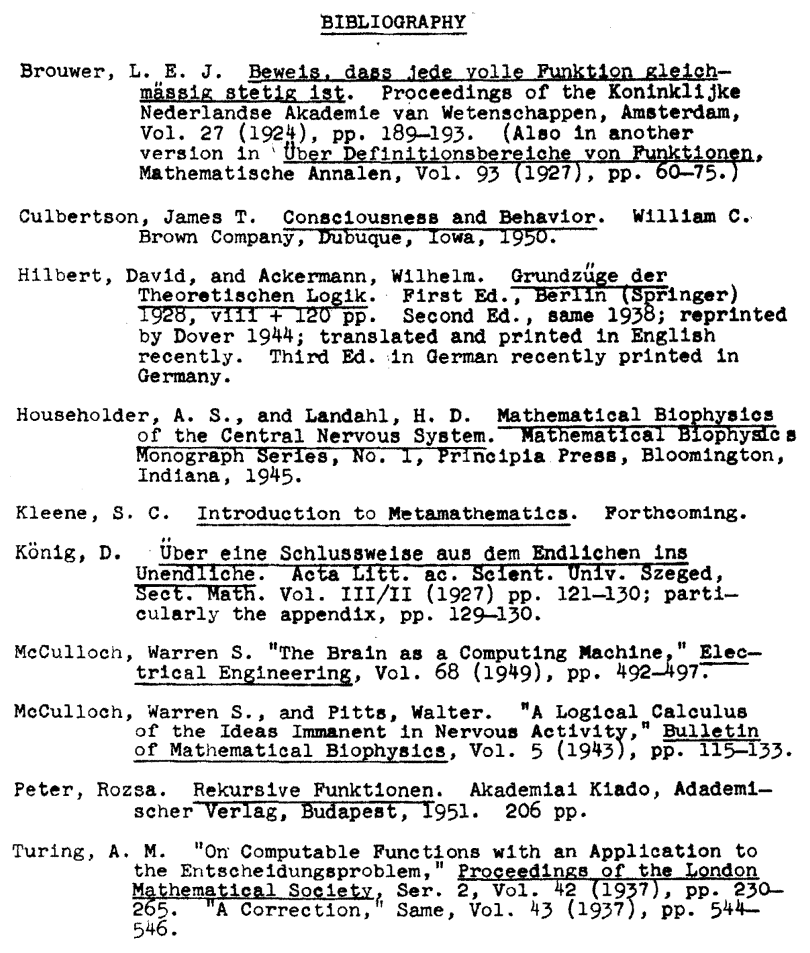 BIBLIOGRAPHY
Brouwer, L. E. J. Beweis, dass jede volle Funktion gleich-
mässig stetig ist. Proceedings of the Koninklijke
Nederlandse Akademie van Wetenschappen, Amsterdam,
Vol. 27 (1924), pp. 189-193. (Also in another
version in Über Definitionsbereiche von Funktionen,
Mathematische Annalen, Vol. 93 (1927), pp. 60-75.)
Culbertson, James T. Consciousness and Behavior. William C.
Brown Company, Dubuque, Iowa, 1950.
Hilbert, David, and Ackermann, Wilhelm. Grundzüge der
Theoretischen Logik. First Ed., Berlin (Springer)
1928, viii + 120 pp. Second Ed., same 1938; reprinted
by Dover 1944; translated and printed in English
recently. Third Ed. in German recently printed in
Germany.
Householder, A. S., and Landahl, H. D. Mathematical Biophysics
of the Central Nervous System. Mathematical Biophysics
Monograph Series, No. 1, Principia Press, Bloomington,
Indiana, 1945.
Kleene, S. C. Introduction to Metamathematics. Forthcoming.
König, D. Über eine Schlussweise aus dem Endlichen ins
Unendliche. Acta Litt. ac. Scient. Univ. Szeged,
Sect. Math. Vol. III/II (1927) pp. 121-130; parti-
cularly the appendix, pp. 129-130.
McCulloch, Warren S. "The Brain as a Computing Machine," Elec-
trical Engineering, Vol. 68 (1949), pp. 492-497.
McCulloch, Warren S., and Pitts, Walter. "A Logical Calculus
of the Ideas Immanent in Nervous Activity," Bulletin
of Mathematical Biophysics, Vol. 5 (1943), pp. 115-133.
Peter, Rozsa. Rekursive Funktionen. Akademiai Kiado, Adademi-
scher Verlag, Budapest, 1951. 206 pp.
Turing, A. M. "On Computable Functions with an Application to
the Entscheidungsproblem," Proceedings of the London
Mathematical Society, Ser. 2, Vol. 42 (1937), pp. 230-
265. "A Correction," Same, Vol. 43 (1937), pp. 544-
546.